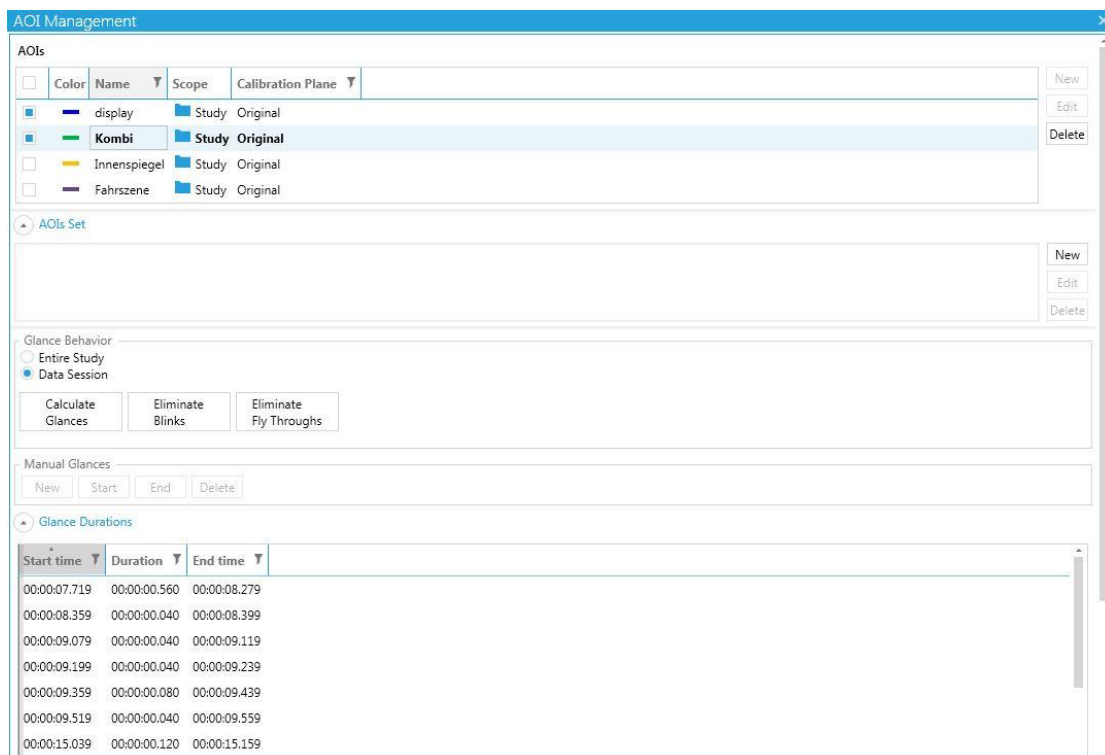 AOI Management
AOIs
Color Name Scope Calibration Plane
New
display Study Original
Edit
Kombi Study Original
Delete
Innenspiegel Study Original
Fahrszene Study Original
AOIs Set
New
Edit
Delete
Glance Behavior
Entire Study
Data Session
Calculate Glances
Eliminate Blinks
Eliminate Fly Throughs
Manual Glances
New Start End Delete
Glance Durations
Start time Duration End time
00:00:07.719 00:00:00.560 00:00:08.279
00:00:08.359 00:00:00.040 00:00:08.399
00:00:09.079 00:00:00.040 00:00:09.119
00:00:09.199 00:00:00.040 00:00:09.239
00:00:09.359 00:00:00.080 00:00:09.439
00:00:09.519 00:00:00.040 00:00:09.559
00:00:15.039 00:00:00.120 00:00:15.159